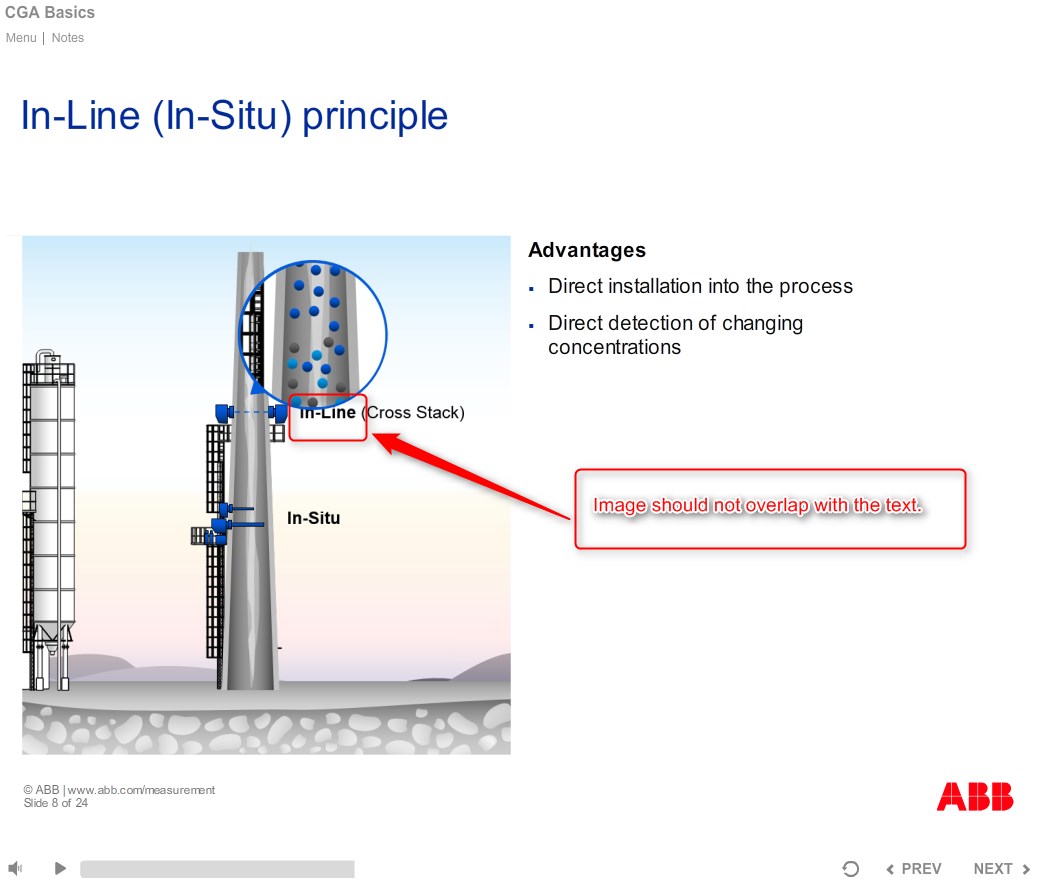 CGA Basics
Menu | Notes
In-Line (In-Situ) principle
Advantages
▪ Direct installation into the process
▪ Direct detection of changing
concentrations
In-Line (Cross Stack)
Image should not overlap with the text.
In-Situ
© ABB | www.abb.com/measurement
Slide 8 of 24
ABB
PREV
NEXT